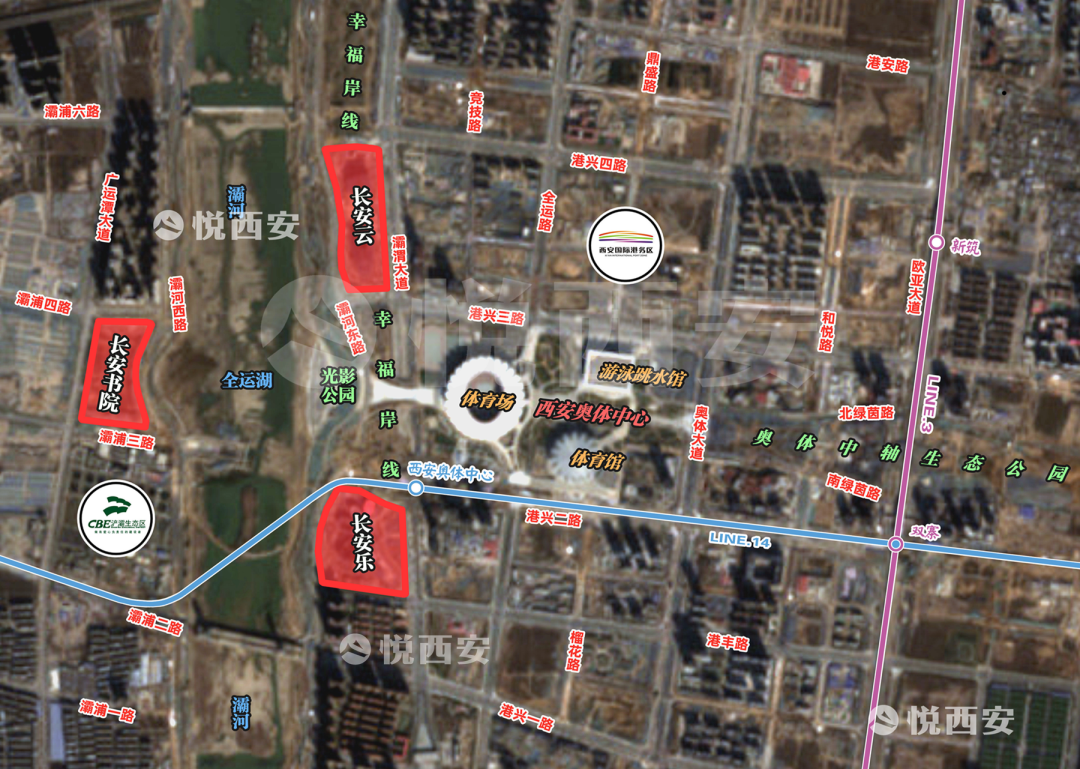 幸福岸线
港安路
鼎盛路
竞技路
灞浦六路
港兴四路
广运潭大道
灞河
悦西安
长安云
全运路
西安国际港务区
新筑
灞渭大道
欧亚大道
灞河西路
灞浦四路
灞河东路
幸福岸线
港兴三路
和悦路
悦西安
长安书院
全运湖
光影
公园
体育场
游泳跳水馆
西安奥体中心
LINE.3
北绿茵路
奥体大道
奥体中轴生态公园
灞浦三路
体育馆
西安奥体中心
南绿茵路
CBE浐灞生态区
长安乐
港兴二路
LINE.14
双寨
灞浦二路
榴花路
港丰路
悦西安
灞浦一路
灞河
港兴一路
悦西安